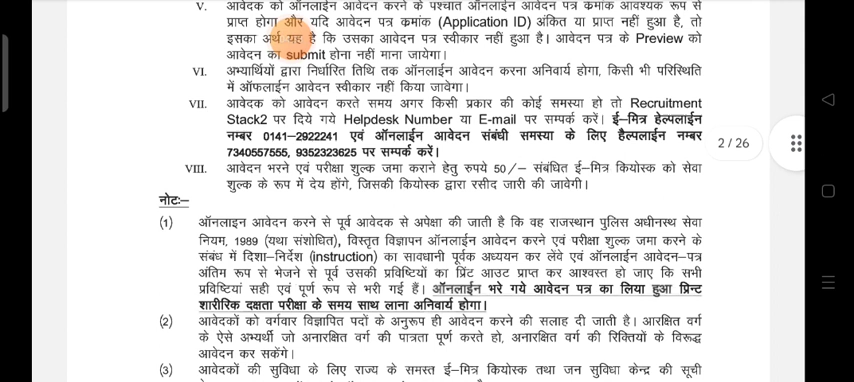 V. आवेदक को ऑनलाईन आवेदन करने के पश्चात ऑनलाईन आवेदन पत्र क्रमांक आवश्यक रूप से
प्राप्त होगा और यदि आवेदन पत्र क्रमांक (Application ID) अंकित या प्राप्त नहीं हुआ है, तो
इसका अर्थ यह है कि उसका आवेदन पत्र स्वीकार नहीं हुआ है। आवेदन पत्र के Preview को
आवेदन का submit होना नहीं माना जायेगा।
VI. अभ्यार्थियों द्वारा निर्धारित तिथि तक ऑनलाईन आवेदन करना अनिवार्य होगा, किसी भी परिस्थिति
में ऑफलाईन आवेदन स्वीकार नहीं किया जावेगा।
VII. आवेदक को आवेदन करते समय अगर किसी प्रकार की कोई समस्या हो तो Recruitment
Stack2 पर दिये गये Helpdesk Number या E-mail पर सम्पर्क करें। ई–मित्र हेल्पलाईन
नम्बर 0141–2922241 एवं ऑनलाईन आवेदन संबंधी समस्या के लिए हैल्पलाईन नम्बर
7340557555, 9352323625 पर सम्पर्क करें।
2 / 26
VIII. आवेदन भरने एवं परीक्षा शुल्क जमा कराने हेतु रुपये 50/– संबंधित ई–मित्र कियोस्क को सेवा
शुल्क के रूप में देय होंगे, जिसकी कियोस्क द्वारा रसीद जारी की जावेगी।
नोटः–
(1) ऑनलाइन आवेदन करने से पूर्व आवेदक से अपेक्षा की जाती है कि वह राजस्थान पुलिस अधीनस्थ सेवा
नियम, 1989 (यथा संशोधित), विस्तृत विज्ञापन ऑनलाईन आवेदन करने एवं परीक्षा शुल्क जमा करने के
संबंध में दिशा–निर्देश (instruction) का सावधानी पूर्वक अध्ययन कर लेवे एवं ऑनलाईन आवेदन–पत्र
अंतिम रूप से भेजने से पूर्व उसकी प्रविष्टियों का प्रिंट आउट प्राप्त कर आश्वस्त हो जाए कि सभी
प्रविष्टियां सही एवं पूर्ण रूप से भरी गई हैं। ऑनलाईन भरे गये आवेदन पत्र का लिया हुआ प्रिन्ट
शारीरिक दक्षता परीक्षा के समय साथ लाना अनिवार्य होगा।
(2) आवेदकों को वर्गवार विज्ञापित पदों के अनुरूप ही आवेदन करने की सलाह दी जाती है। आरक्षित वर्ग
के ऐसे अभ्यर्थी जो अनारक्षित वर्ग की पात्रता पूर्ण करते हो, अनारक्षित वर्ग की रिक्तियों के विरूद्ध
आवेदन कर सकेंगे।
(3) आवेदकों की सुविधा के लिए राज्य के समस्त ई–मित्र कियोस्क तथा जन सुविधा केन्द्र की सूची